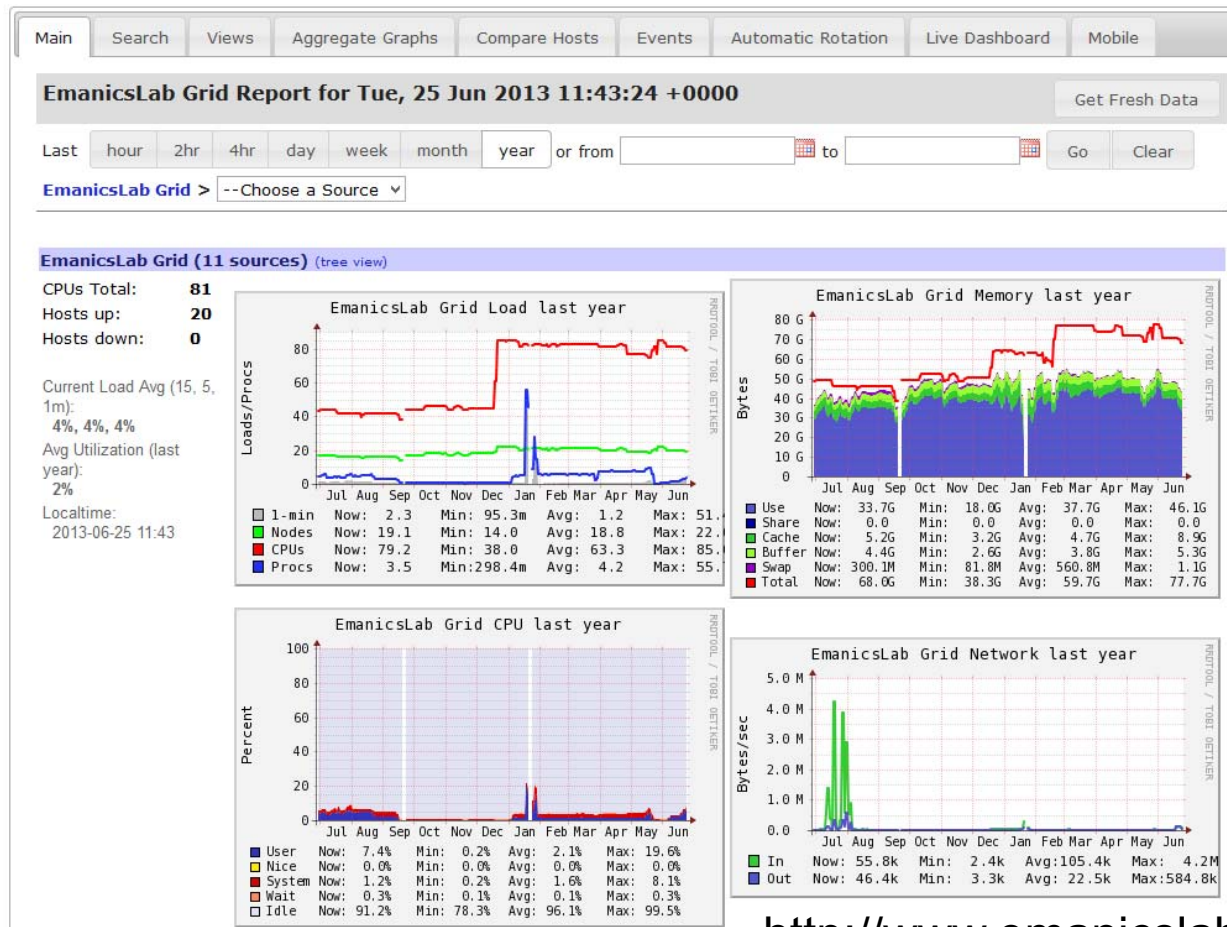 Main Search Views Aggregate Graphs Compare Hosts Events Automatic Rotation Live Dashboard Mobile
EmanicsLab Grid Report for Tue, 25 Jun 2013 11:43:24 +0000
Get Fresh Data
Last hour 2hr 4hr day week month year or from to Go Clear
EmanicsLab Grid > --Choose a Source
EmanicsLab Grid (11 sources) (tree view)
CPUs Total: 81
Hosts up: 20
Hosts down: 0
Current Load Avg (15, 5,
1m):
4%, 4%, 4%
Avg Utilization (last
year):
2%
Localtime:
2013-06-25 11:43
EmanicsLab Grid Load last year
RRDTOOL / TOBI OETIKER
Loads/Procs
80
60
40
20
0
Jul Aug Sep Oct Nov Dec Jan Feb Mar Apr May Jun
1-min Now: 2.3 Min: 95.3m Avg: 1.2 Max: 51.
Nodes Now: 19.1 Min: 14.0 Avg: 18.8 Max: 22.
CPUs Now: 79.2 Min: 38.0 Avg: 63.3 Max: 85.
Procs Now: 3.5 Min:298.4m Avg: 4.2 Max: 55.
EmanicsLab Grid Memory last year
RRDTOOL / TOBI OETIKER
Bytes
80 G
70 G
60 G
50 G
40 G
30 G
20 G
10 G
0
Jul Aug Sep Oct Nov Dec Jan Feb Mar Apr May Jun
Use Now: 33.7G Min: 18.0G Avg: 37.7G Max: 46.1G
Share Now: 0.0 Min: 0.0 Avg: 0.0 Max: 0.0
Cache Now: 5.2G Min: 3.2G Avg: 4.7G Max: 8.9G
Buffer Now: 4.4G Min: 2.6G Avg: 3.8G Max: 5.3G
Swap Now: 300.1M Min: 81.8M Avg: 560.8M Max: 1.1G
Total Now: 68.0G Min: 38.3G Avg: 59.7G Max: 77.7G
EmanicsLab Grid CPU last year
RRDTOOL / TOBI OETIKER
Percent
100
80
60
40
20
0
Jul Aug Sep Oct Nov Dec Jan Feb Mar Apr May Jun
User Now: 7.4% Min: 0.2% Avg: 2.1% Max: 19.6%
Nice Now: 0.0% Min: 0.0% Avg: 0.0% Max: 0.0%
System Now: 1.2% Min: 0.2% Avg: 1.6% Max: 8.1%
Wait Now: 0.3% Min: 0.1% Avg: 0.1% Max: 0.3%
Idle Now: 91.2% Min: 78.3% Avg: 96.1% Max: 99.5%
EmanicsLab Grid Network last year
RRDTOOL / TOBI OETIKER
Bytes/sec
5.0 M
4.0 M
3.0 M
2.0 M
1.0 M
0.0
Jul Aug Sep Oct Nov Dec Jan Feb Mar Apr May Jun
In Now: 55.8k Min: 2.4k Avg:105.4k Max: 4.2M
Out Now: 46.4k Min: 3.3k Avg: 22.5k Max:584.8k